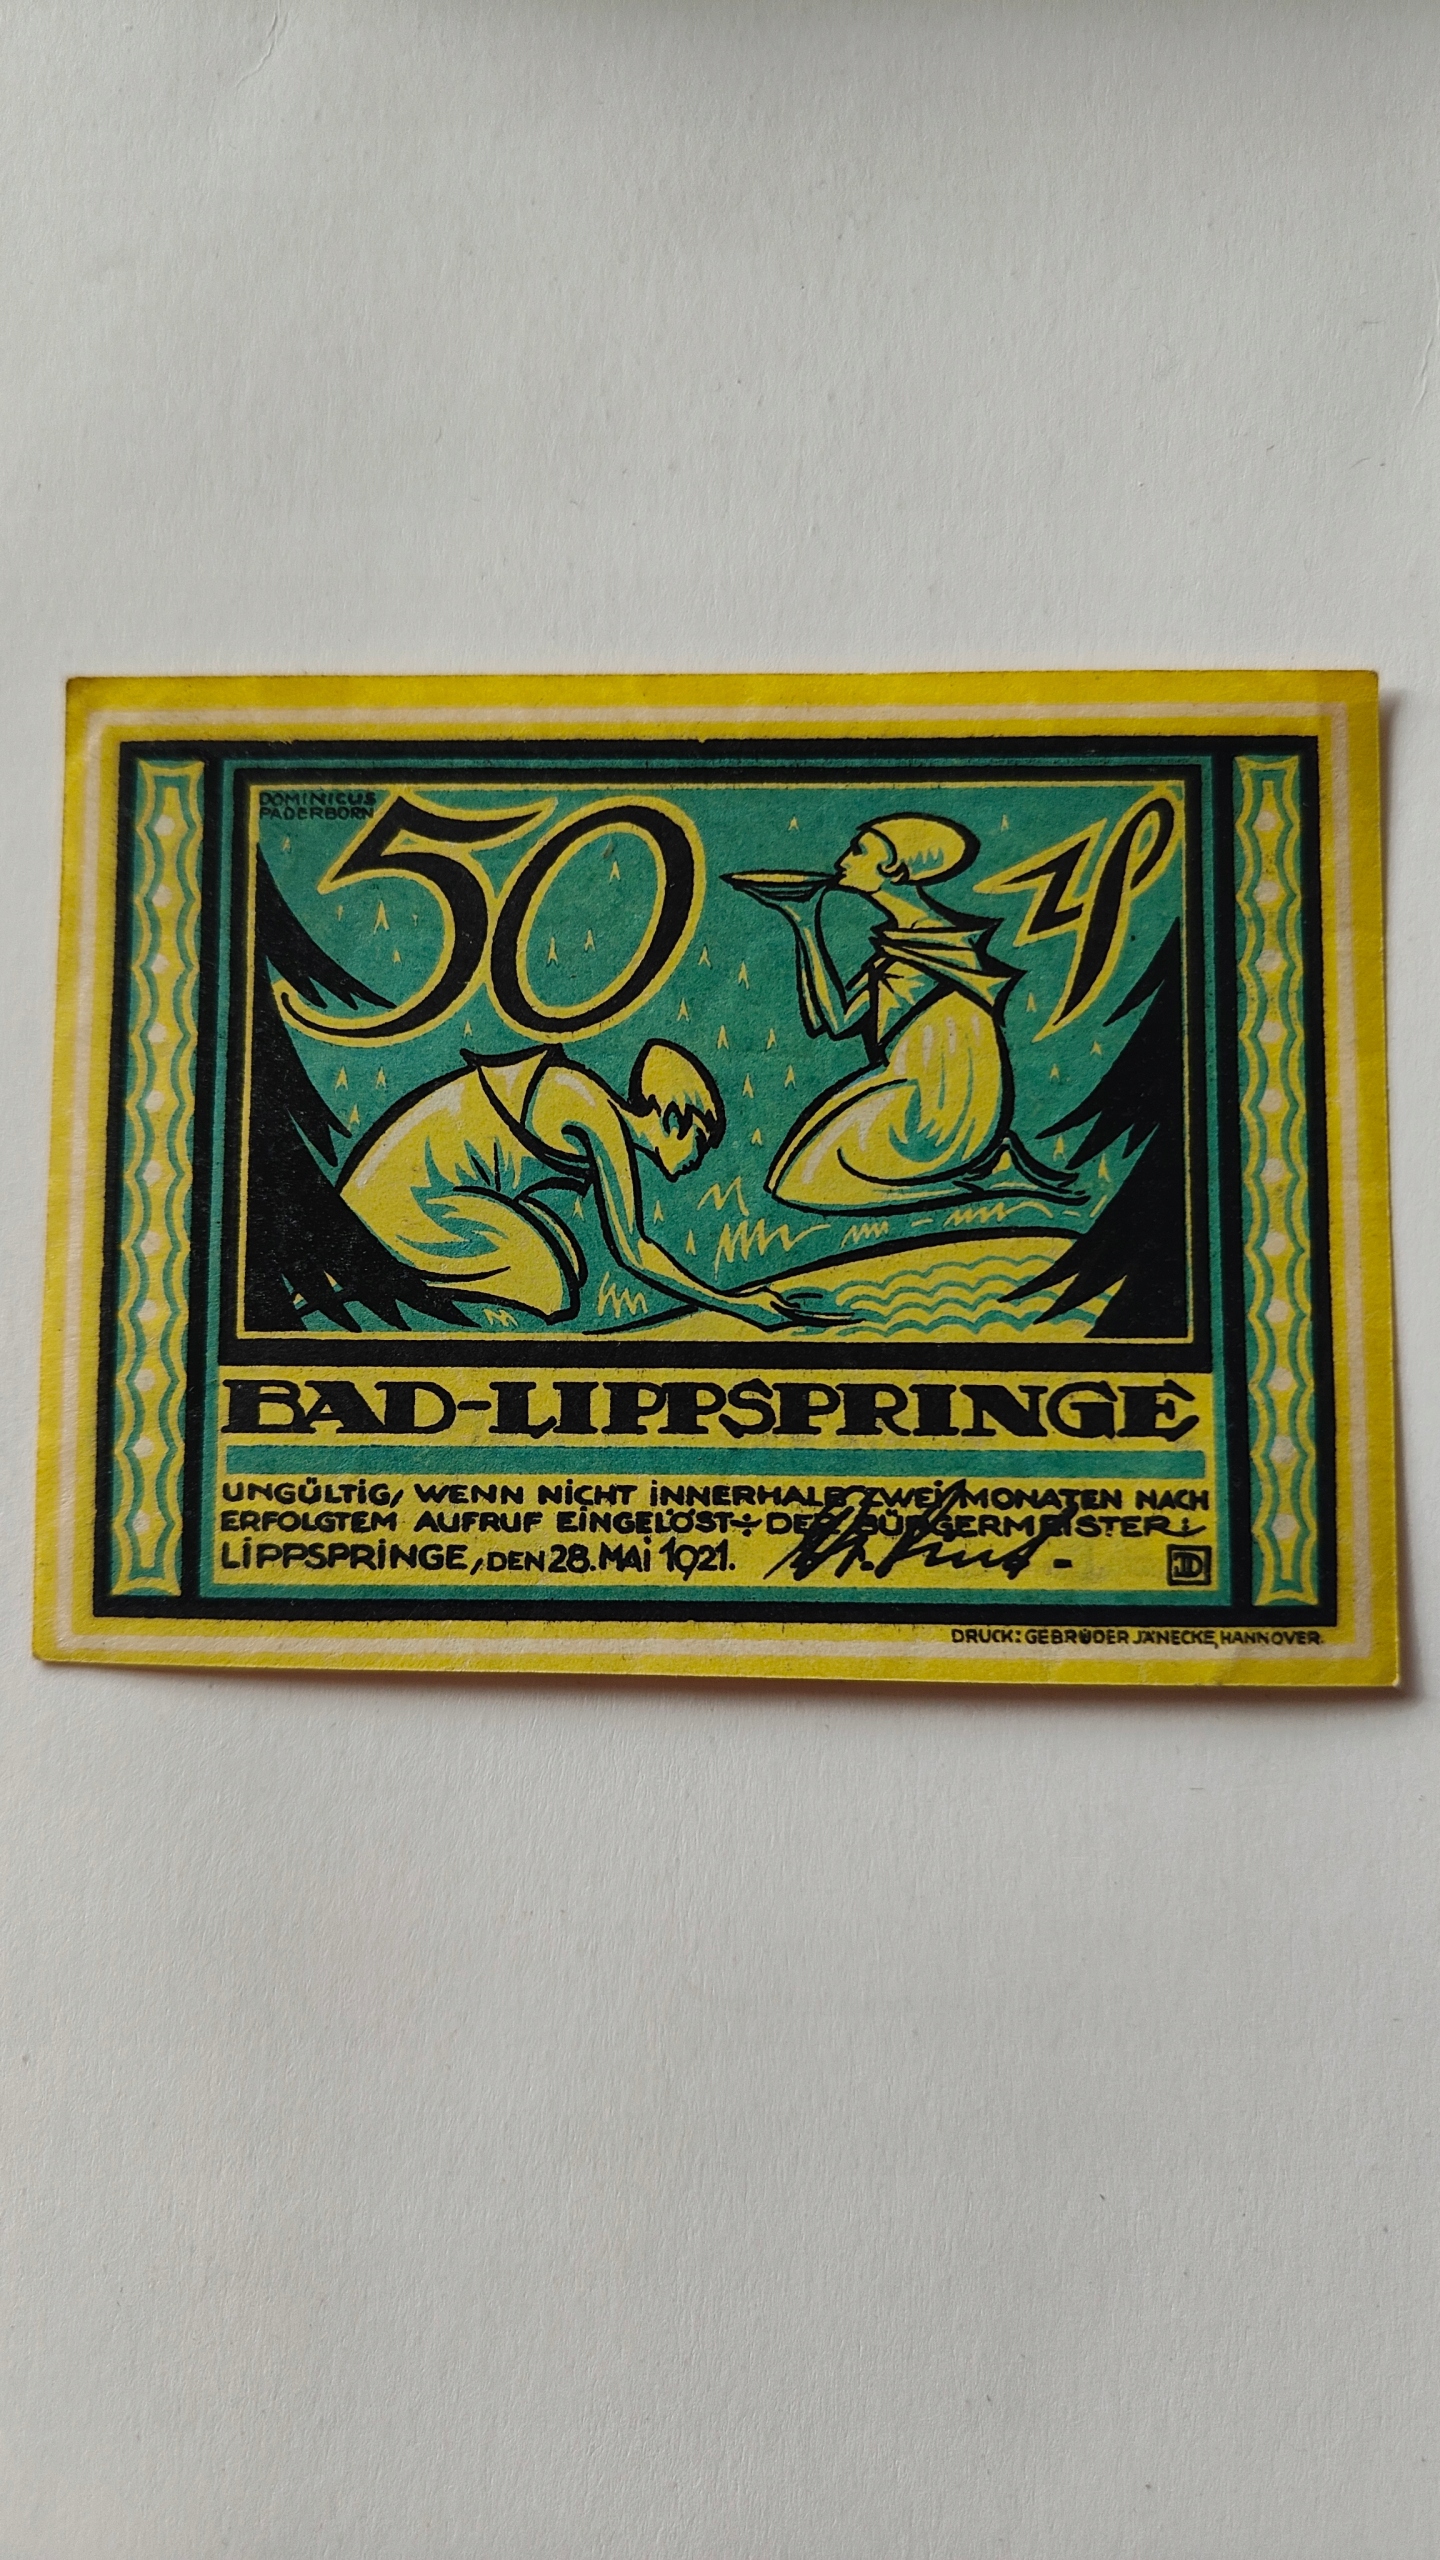 DOMINICUS
PADERBORN
50 ₰
BAD-LIPPSPRINGE
UNGÜLTIG, WENN NICHT INNERHALB ZWEI MONATEN NACH
ERFOLGTEM AUFRUF EINGELÖST÷DER BÜRGERMEISTER:
LIPPSPRINGE, DEN 28. MAI 1921.
DRUCK: GEBRÜDER JÄNECKE, HANNOVER.